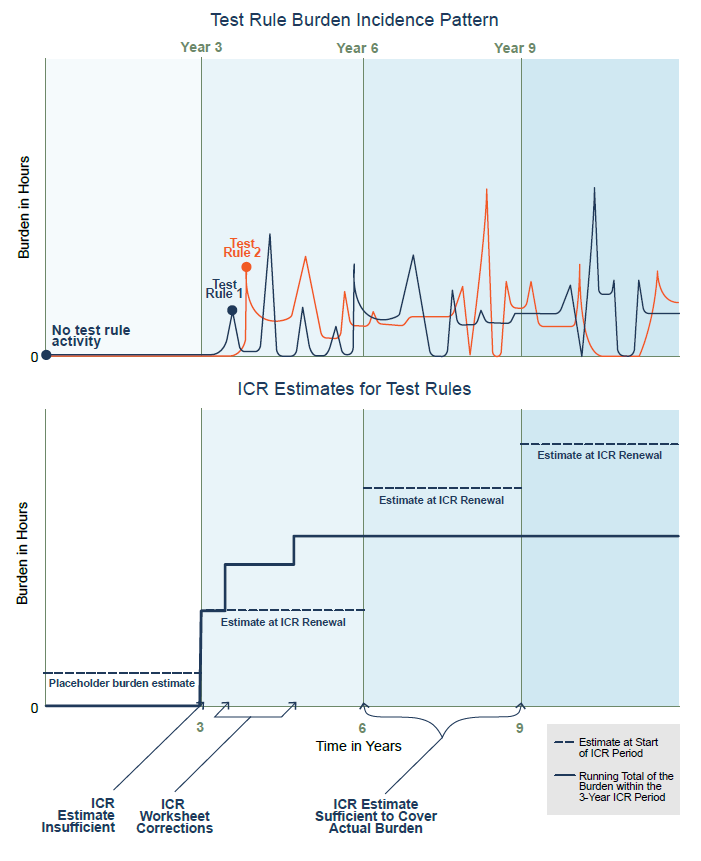 Test Rule Burden Incidence Pattern
Year 3
Year 6
Year 9
Burden in Hours
Test
Rule 2
Test
Rule 1
No test rule
activity
0
ICR Estimates for Test Rules
Burden in Hours
Estimate at ICR Renewal
Estimate at ICR Renewal
Estimate at ICR Renewal
Placeholder burden estimate
0
3
6
9
Time in Years
Estimate at Start
of ICR Period
Running Total of the
Burden within the
3-Year ICR Period
ICR
Estimate
Insufficient
ICR
Worksheet
Corrections
ICR Estimate
Sufficient to Cover
Actual Burden